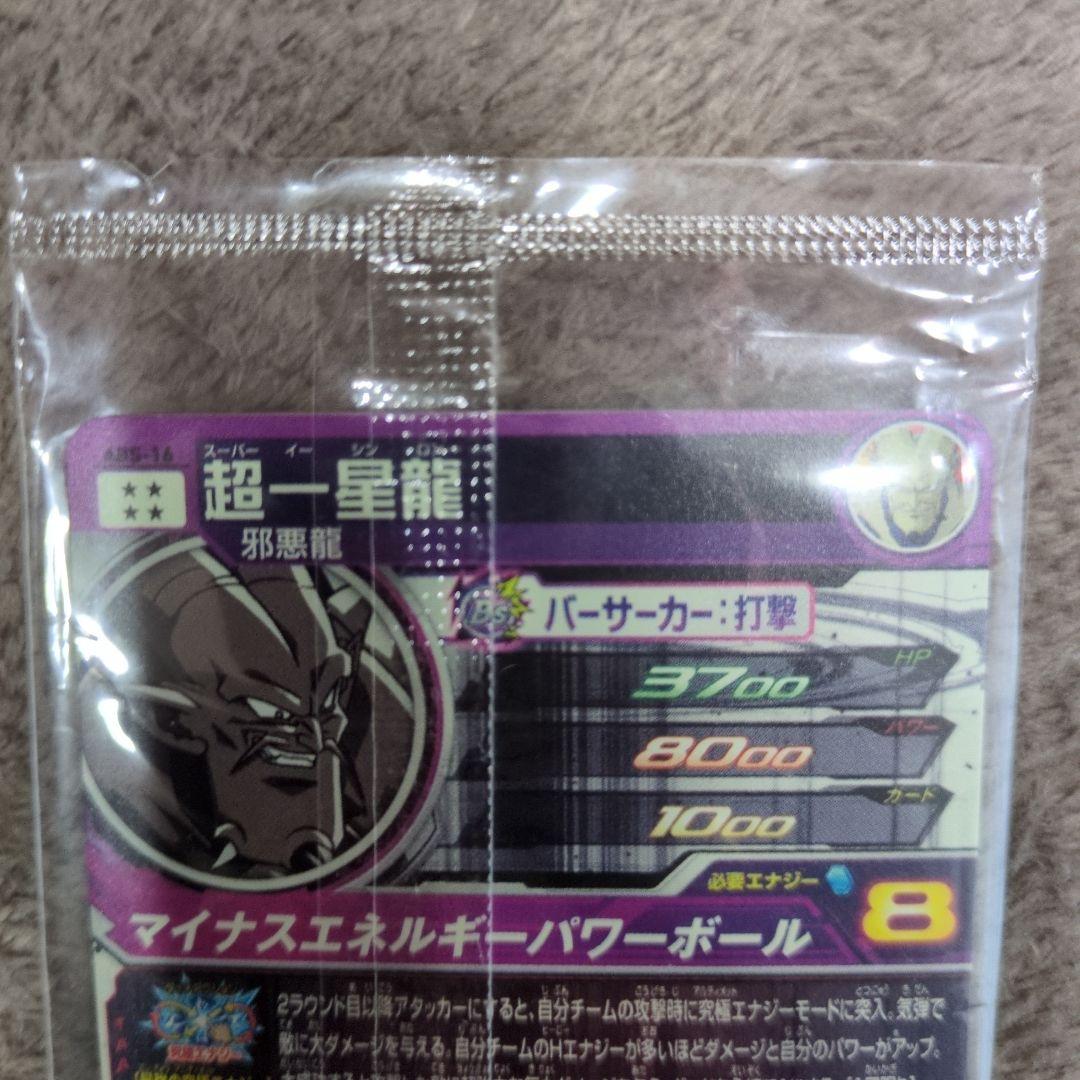 ABS-16
スーパー イー シン ロン
超一星龍
邪悪龍
BS バーサーカー：打撃
HP
3700
パワー
8000
カード
1000
必要エナジー 8
マイナスエネルギーパワーボール
2ラウンド目以降アタッカーにすると、自分チームの攻撃時に究極エナジーモードに突入。気弾で
敵に大ダメージを与える。自分チームのHエナジーが多いほどダメージと自分のパワーがアップ。
究極エナジー